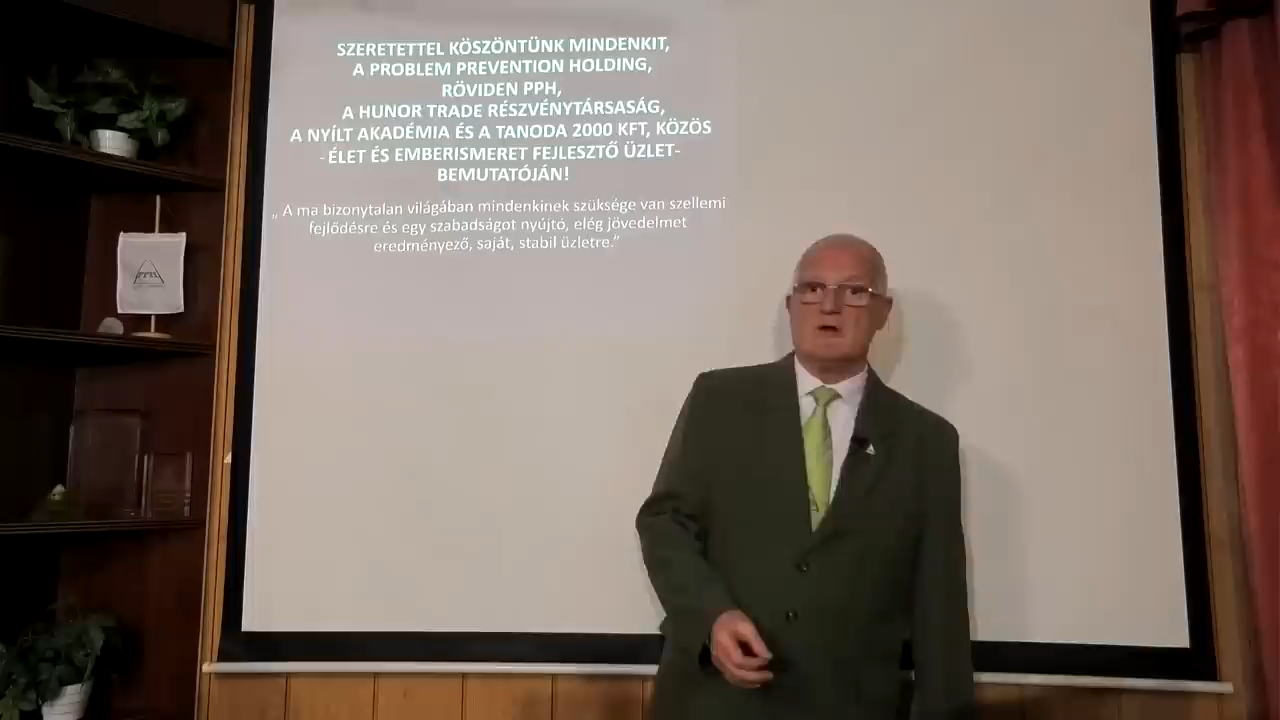 SZERETETTEL KÖSZÖNTÜNK MINDENKIT,
A PROBLEM PREVENTION HOLDING,
RÖVIDEN PPH,
A HUNOR TRADE RÉSZVÉNYTÁRSASÁG,
A NYÍLT AKADÉMIA ÉS A TANODA 2000 KFT, KÖZÖS
-ÉLET ÉS EMBERISMERET FEJLESZTŐ ÜZLET-
BEMUTATÓJÁN!
„ A ma bizonytalan világában mindenkinek szüksége van szellemi
fejlődésre és egy szabadságot nyújtó, elég jövedelmet
eredményező, saját, stabil üzletre.”